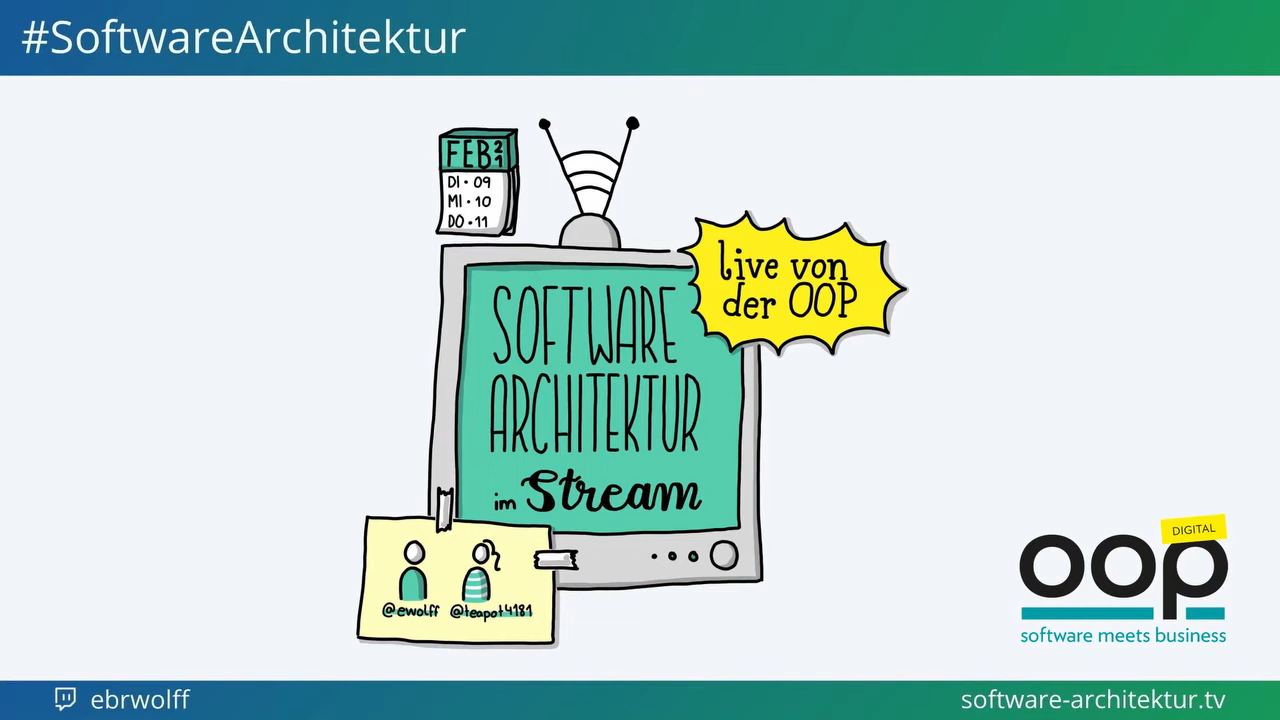 #SoftwareArchitektur
FEB 21
DI • 09
MI • 10
DO • 11
live von
der OOP
SOFTWARE
ARCHITEKTUR
im Stream
@ewolff @teapot4181
DIGITAL
oop
software meets business
ebrwolff
software-architektur.tv